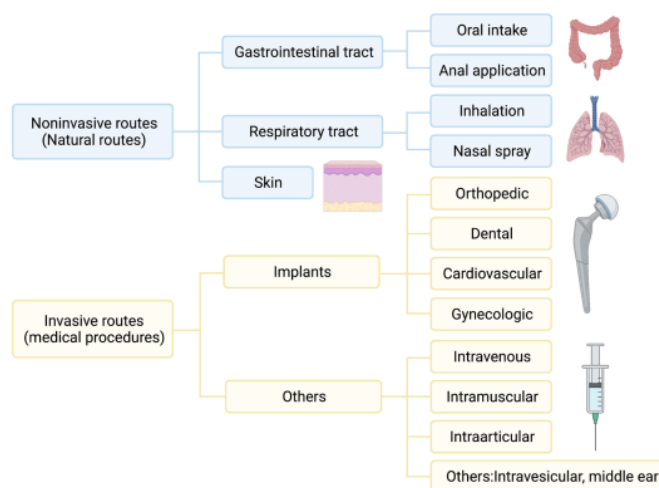 Oral intake
Gastrointestinal tract
Anal application
Noninvasive routes
(Natural routes)
Inhalation
Respiratory tract
Nasal spray
Skin
Orthopedic
Dental
Implants
Cardiovascular
Gynecologic
Invasive routes
(medical procedures)
Intravenous
Others
Intramuscular
Intraarticular
Others:Intravesicular, middle ear